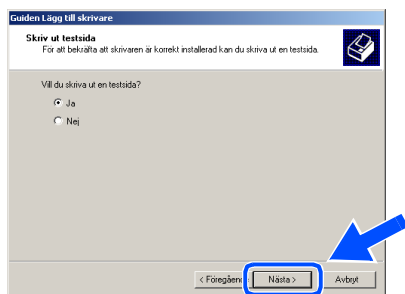 Guiden Lägg till skrivare
Skriv ut testsida
För att bekräfta att skrivaren är korrekt installerad kan du skriva ut en testsida.
Vill du skriva ut en testsida?
Ja
Nej
< Föregåen
Nästa >
Avbryt